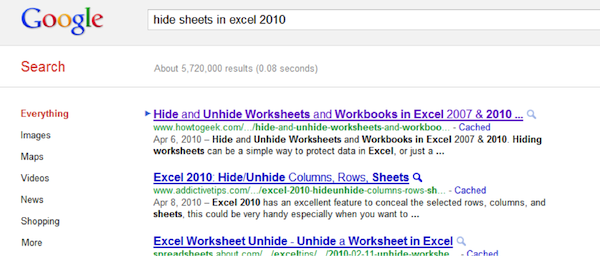 Google
hide sheets in excel 2010
Search
About 5,720,000 results (0.08 seconds)
Everything
Images
Maps
Videos
News
Shopping
More
Hide and Unhide Worksheets and Workbooks in Excel 2007 & 2010 ...
www.howtogeek.com/.../hide-and-unhide-worksheets-and-workboo... - Cached
Apr 6, 2010 – Hide and Unhide Worksheets and Workbooks in Excel 2007 & 2010. Hiding
worksheets can be a simple way to protect data in Excel, or just a ...
Excel 2010: Hide/Unhide Columns, Rows, Sheets
www.addictivetips.com/.../excel-2010-hideunhide-columns-rows-sh... - Cached
Apr 8, 2010 – Excel 2010 has an excellent feature to conceal the selected rows, columns, and
sheets, this could be very handy especially when you want to ...
Excel Worksheet Unhide - Unhide a Worksheet in Excel
spreadsheets.about.com/.../exceltips/.../2010-02-11-unhide-workshe... - Cached